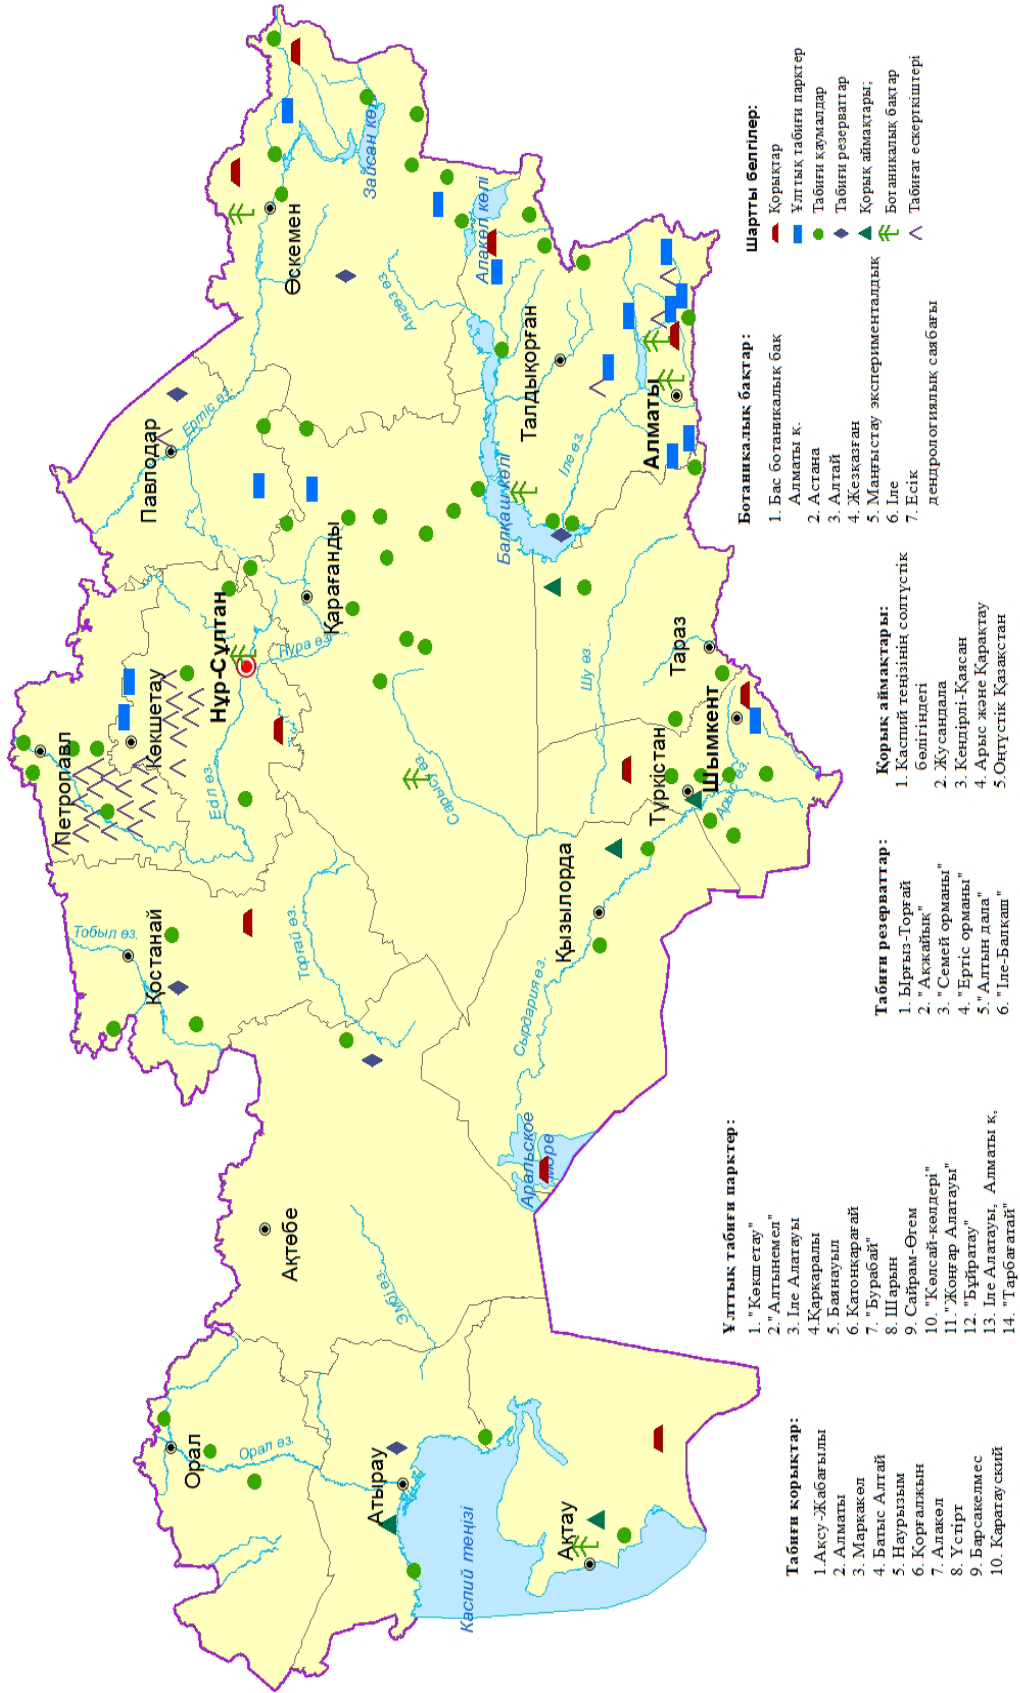 Петропавл
Көкшетау
Қостанай
Павлодар
Нұр-Сұлтан
Қарағанды
Өскемен
Орал
Ақтөбе
Атырау
Ақтау
Қызылорда
Түркістан
Шымкент
Тараз
Алматы
Талдықорған
Тобыл өз.
Есіл өз.
Ертіс өз.
Нұра өз.
Торғай өз.
Сарысу өз.
Орал өз.
Сырдария өз.
Шу өз.
Арыс өз.
Іле өз.
Аягөз өз.
Каспий теңізі
Аральское
море
Балқаш көлі
Алакөл көлі
Зайсан көл
Табиғи қорықтар:
1.Ақсу-Жабағылы
2. Алматы
3. Марқакөл
4. Батыс Алтай
5. Наурызым
6. Қорғалжын
7. Алакөл
8. Үстірт
9. Барсакелмес
10. Каратауский
Ұлттық табиғи парктер:
1. "Көкшетау"
2. "Алтынемел"
3. Іле Алатауы
4.Қарқаралы
5. Баянауыл
6. Катонқарағай
7. "Бурабай"
8. Шарын
9. Сайрам-Өгем
10. "Көлсай-көлдері"
11. "Жоңғар Алатауы"
12. "Бұйратау"
13. Іле Алатауы, Алматы қ,
14. "Тарбағатай"
Табиғи резерваттар:
1. Ырғыз-Торғай
2. "Ақжайық"
3. "Семей орманы"
4. "Ертіс орманы"
5." Алтын дала"
6. "Іле-Балқаш"
Қорық аймақтары:
1. Каспий теңізінің солтүстік
бөлігіндегі
2. Жусандала
3. Кендірлі-Қаясан
4. Арыс және Қарақтау
5.Оңтүстік Қазақстан
Ботаникалық бақтар:
1. Бас ботаникалық бақ
Алматы қ.
2. Астана
3. Алтай
4. Жезқазған
5. Маңғыстау эксперименталдық
6. Іле
7. Есік
дендрологиялық саябағы
Шартты белгілер:
Қорықтар
Ұлттық табиғи парктер
Табиғи қаумалдар
Табиғи резерваттар
Қорық аймақтары;
Ботаникалық бақтар
Табиғат ескерткіштері